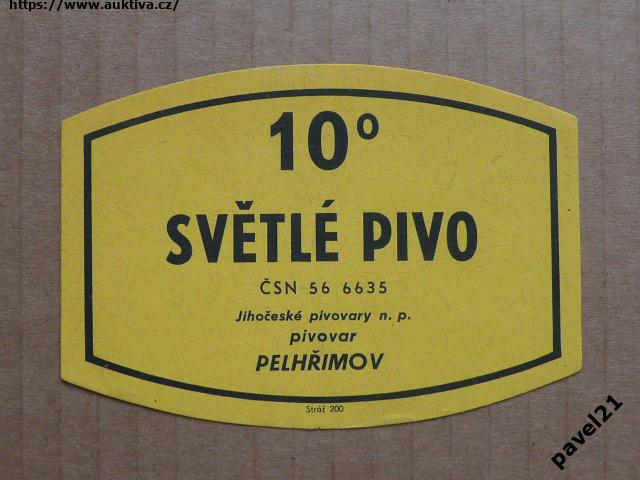 https://www.auktiva.cz/
10°
SVĚTLÉ PIVO
ČSN 56 6635
Jihočeské pivovary n. p.
pivovar
PELHŘIMOV
Stráž 200
pavel21